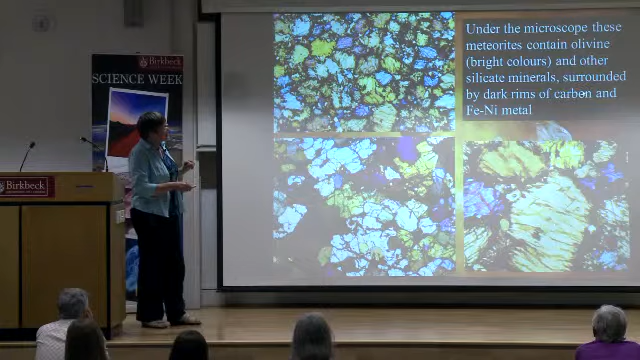 Under the microscope these
meteorites contain olivine
(bright colours) and other
silicate minerals, surrounded
by dark rims of carbon and
Fe-Ni metal
Birkbeck
SCIENCE WEEK
Birkbeck